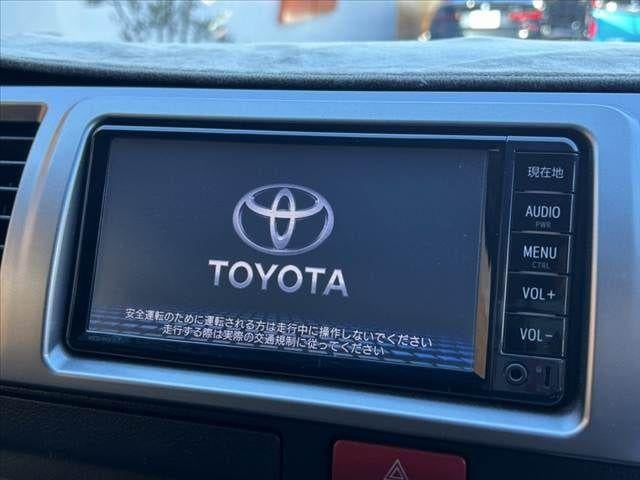 TOYOTA
安全運転のために運転される方は走行中に操作しないでください
走行する際は実際の交通規制に従ってください
現在地
AUDIO
PWR
MENU
CTRL
VOL+
VOL−